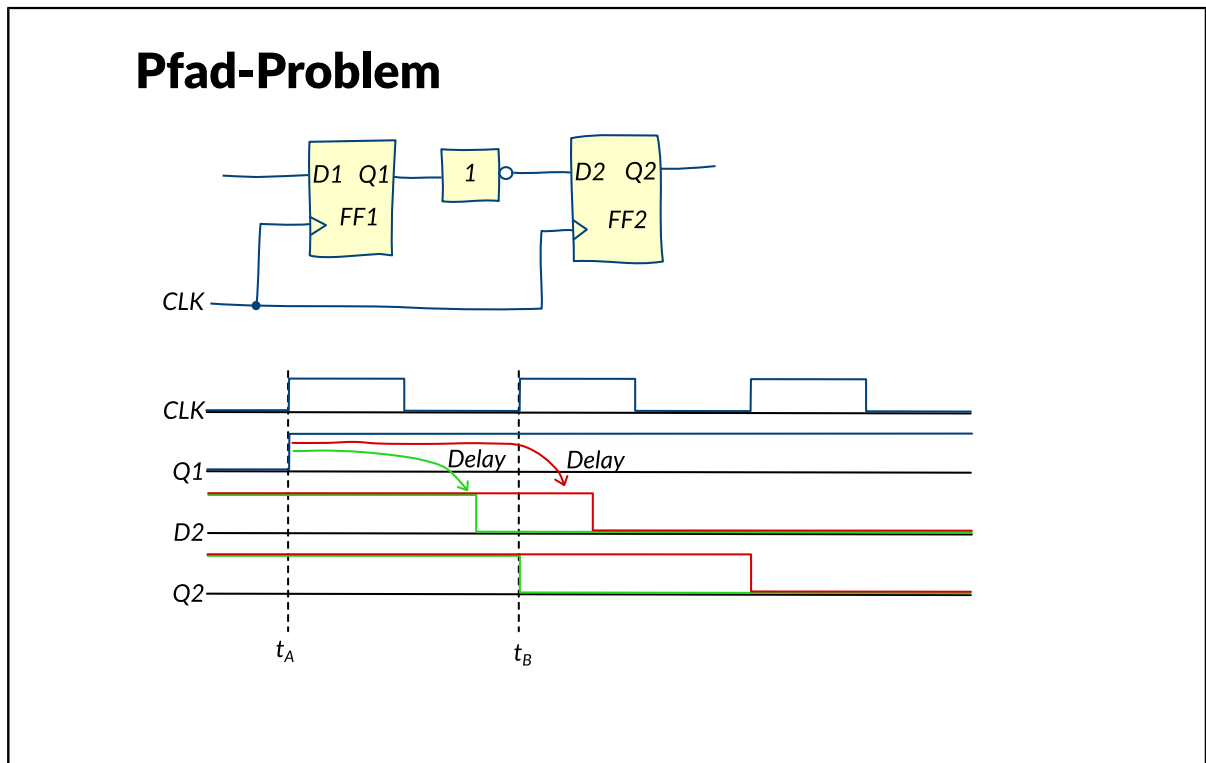 Pfad-Problem
D1 Q1 1 D2 Q2
FF1 FF2
CLK
CLK
Q1 Delay Delay
D2
Q2
tA tB